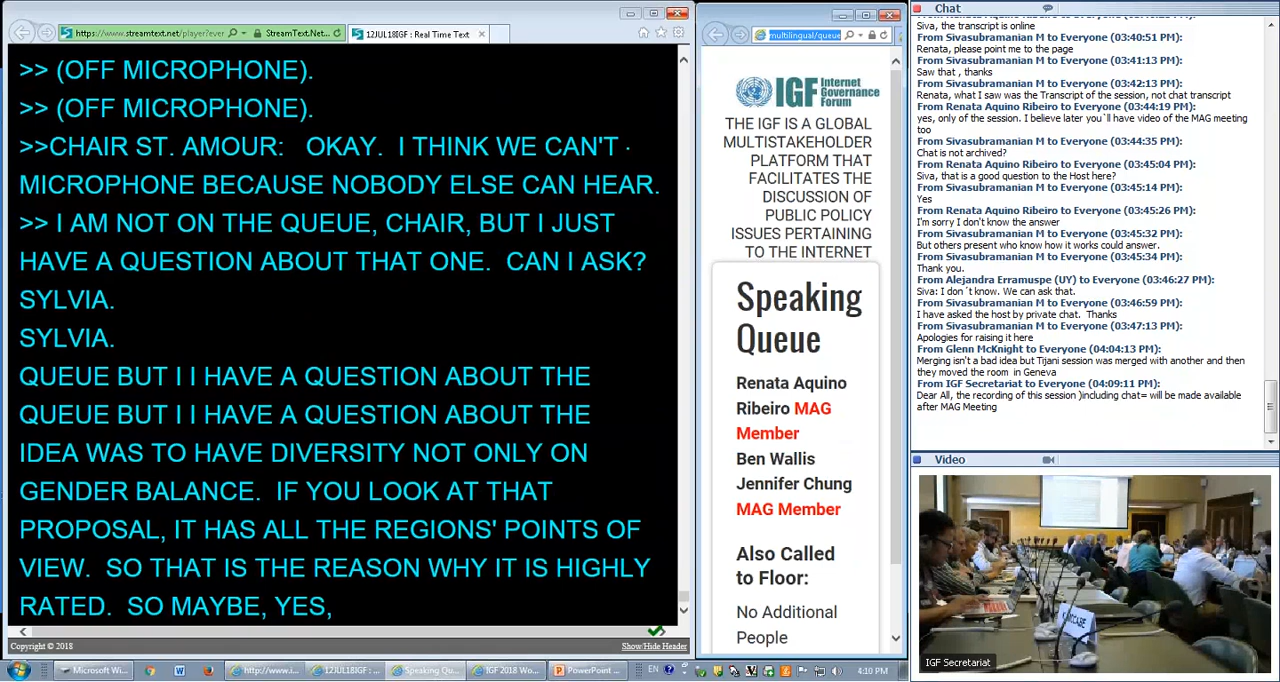 https://www.streamtext.net/player?ever
StreamText.Net...
12JUL18IGF : Real Time Text
>> (OFF MICROPHONE).
>> (OFF MICROPHONE).
>>CHAIR ST. AMOUR:   OKAY.  I THINK WE CAN'T -
MICROPHONE BECAUSE NOBODY ELSE CAN HEAR.
>> I AM NOT ON THE QUEUE, CHAIR, BUT I JUST
HAVE A QUESTION ABOUT THAT ONE.  CAN I ASK?
SYLVIA.
SYLVIA.
QUEUE BUT I I HAVE A QUESTION ABOUT THE
QUEUE BUT I I HAVE A QUESTION ABOUT THE
IDEA WAS TO HAVE DIVERSITY NOT ONLY ON
GENDER BALANCE.  IF YOU LOOK AT THAT
PROPOSAL, IT HAS ALL THE REGIONS' POINTS OF
VIEW.  SO THAT IS THE REASON WHY IT IS HIGHLY
RATED.  SO MAYBE, YES,
Copyright © 2018
Show/Hide Header
multilingual/queue
IGF Internet Governance Forum
THE IGF IS A GLOBAL
MULTISTAKEHOLDER
PLATFORM THAT
FACILITATES THE
DISCUSSION OF
PUBLIC POLICY
ISSUES PERTAINING
TO THE INTERNET
Speaking
Queue
Renata Aquino
Ribeiro MAG
Member
Ben Wallis
Jennifer Chung
MAG Member
Also Called
to Floor:
No Additional
People
Chat
Siva, the transcript is online
From Sivasubramanian M to Everyone (03:40:51 PM):
Renata, please point me to the page
From Sivasubramanian M to Everyone (03:41:13 PM):
Saw that , thanks
From Sivasubramanian M to Everyone (03:42:13 PM):
Renata, what I saw was the Transcript of the session, not chat transcript
From Renata Aquino Ribeiro to Everyone (03:44:19 PM):
yes, only of the session. I believe later you`ll have video of the MAG meeting
too
From Sivasubramanian M to Everyone (03:44:35 PM):
Chat is not archived?
From Renata Aquino Ribeiro to Everyone (03:45:04 PM):
Siva, that is a good question to the Host here?
From Sivasubramanian M to Everyone (03:45:14 PM):
Yes
From Renata Aquino Ribeiro to Everyone (03:45:26 PM):
I'm sorry I don't know the answer
From Sivasubramanian M to Everyone (03:45:32 PM):
But others present who know how it works could answer.
From Sivasubramanian M to Everyone (03:45:34 PM):
Thank you.
From Alejandra Erramuspe (UY) to Everyone (03:46:27 PM):
Siva: I don´t know. We can ask that.
From Sivasubramanian M to Everyone (03:46:59 PM):
I have asked the host by private chat.  Thanks
From Sivasubramanian M to Everyone (03:47:13 PM):
Apologies for raising it here
From Glenn McKnight to Everyone (04:04:13 PM):
Merging isn't a bad idea but Tijani session was merged with another and then
they moved the room  in Geneva
From IGF Secretariat to Everyone (04:09:11 PM):
Dear All, the recording of this session )including chat= will be made available
after MAG Meeting
Video
IGF Secretariat
Microsoft Wi...
http://www.i...
12JUL18IGF : ...
Speaking Qu...
IGF 2018 Wor...
PowerPoint ...
EN
4:10 PM